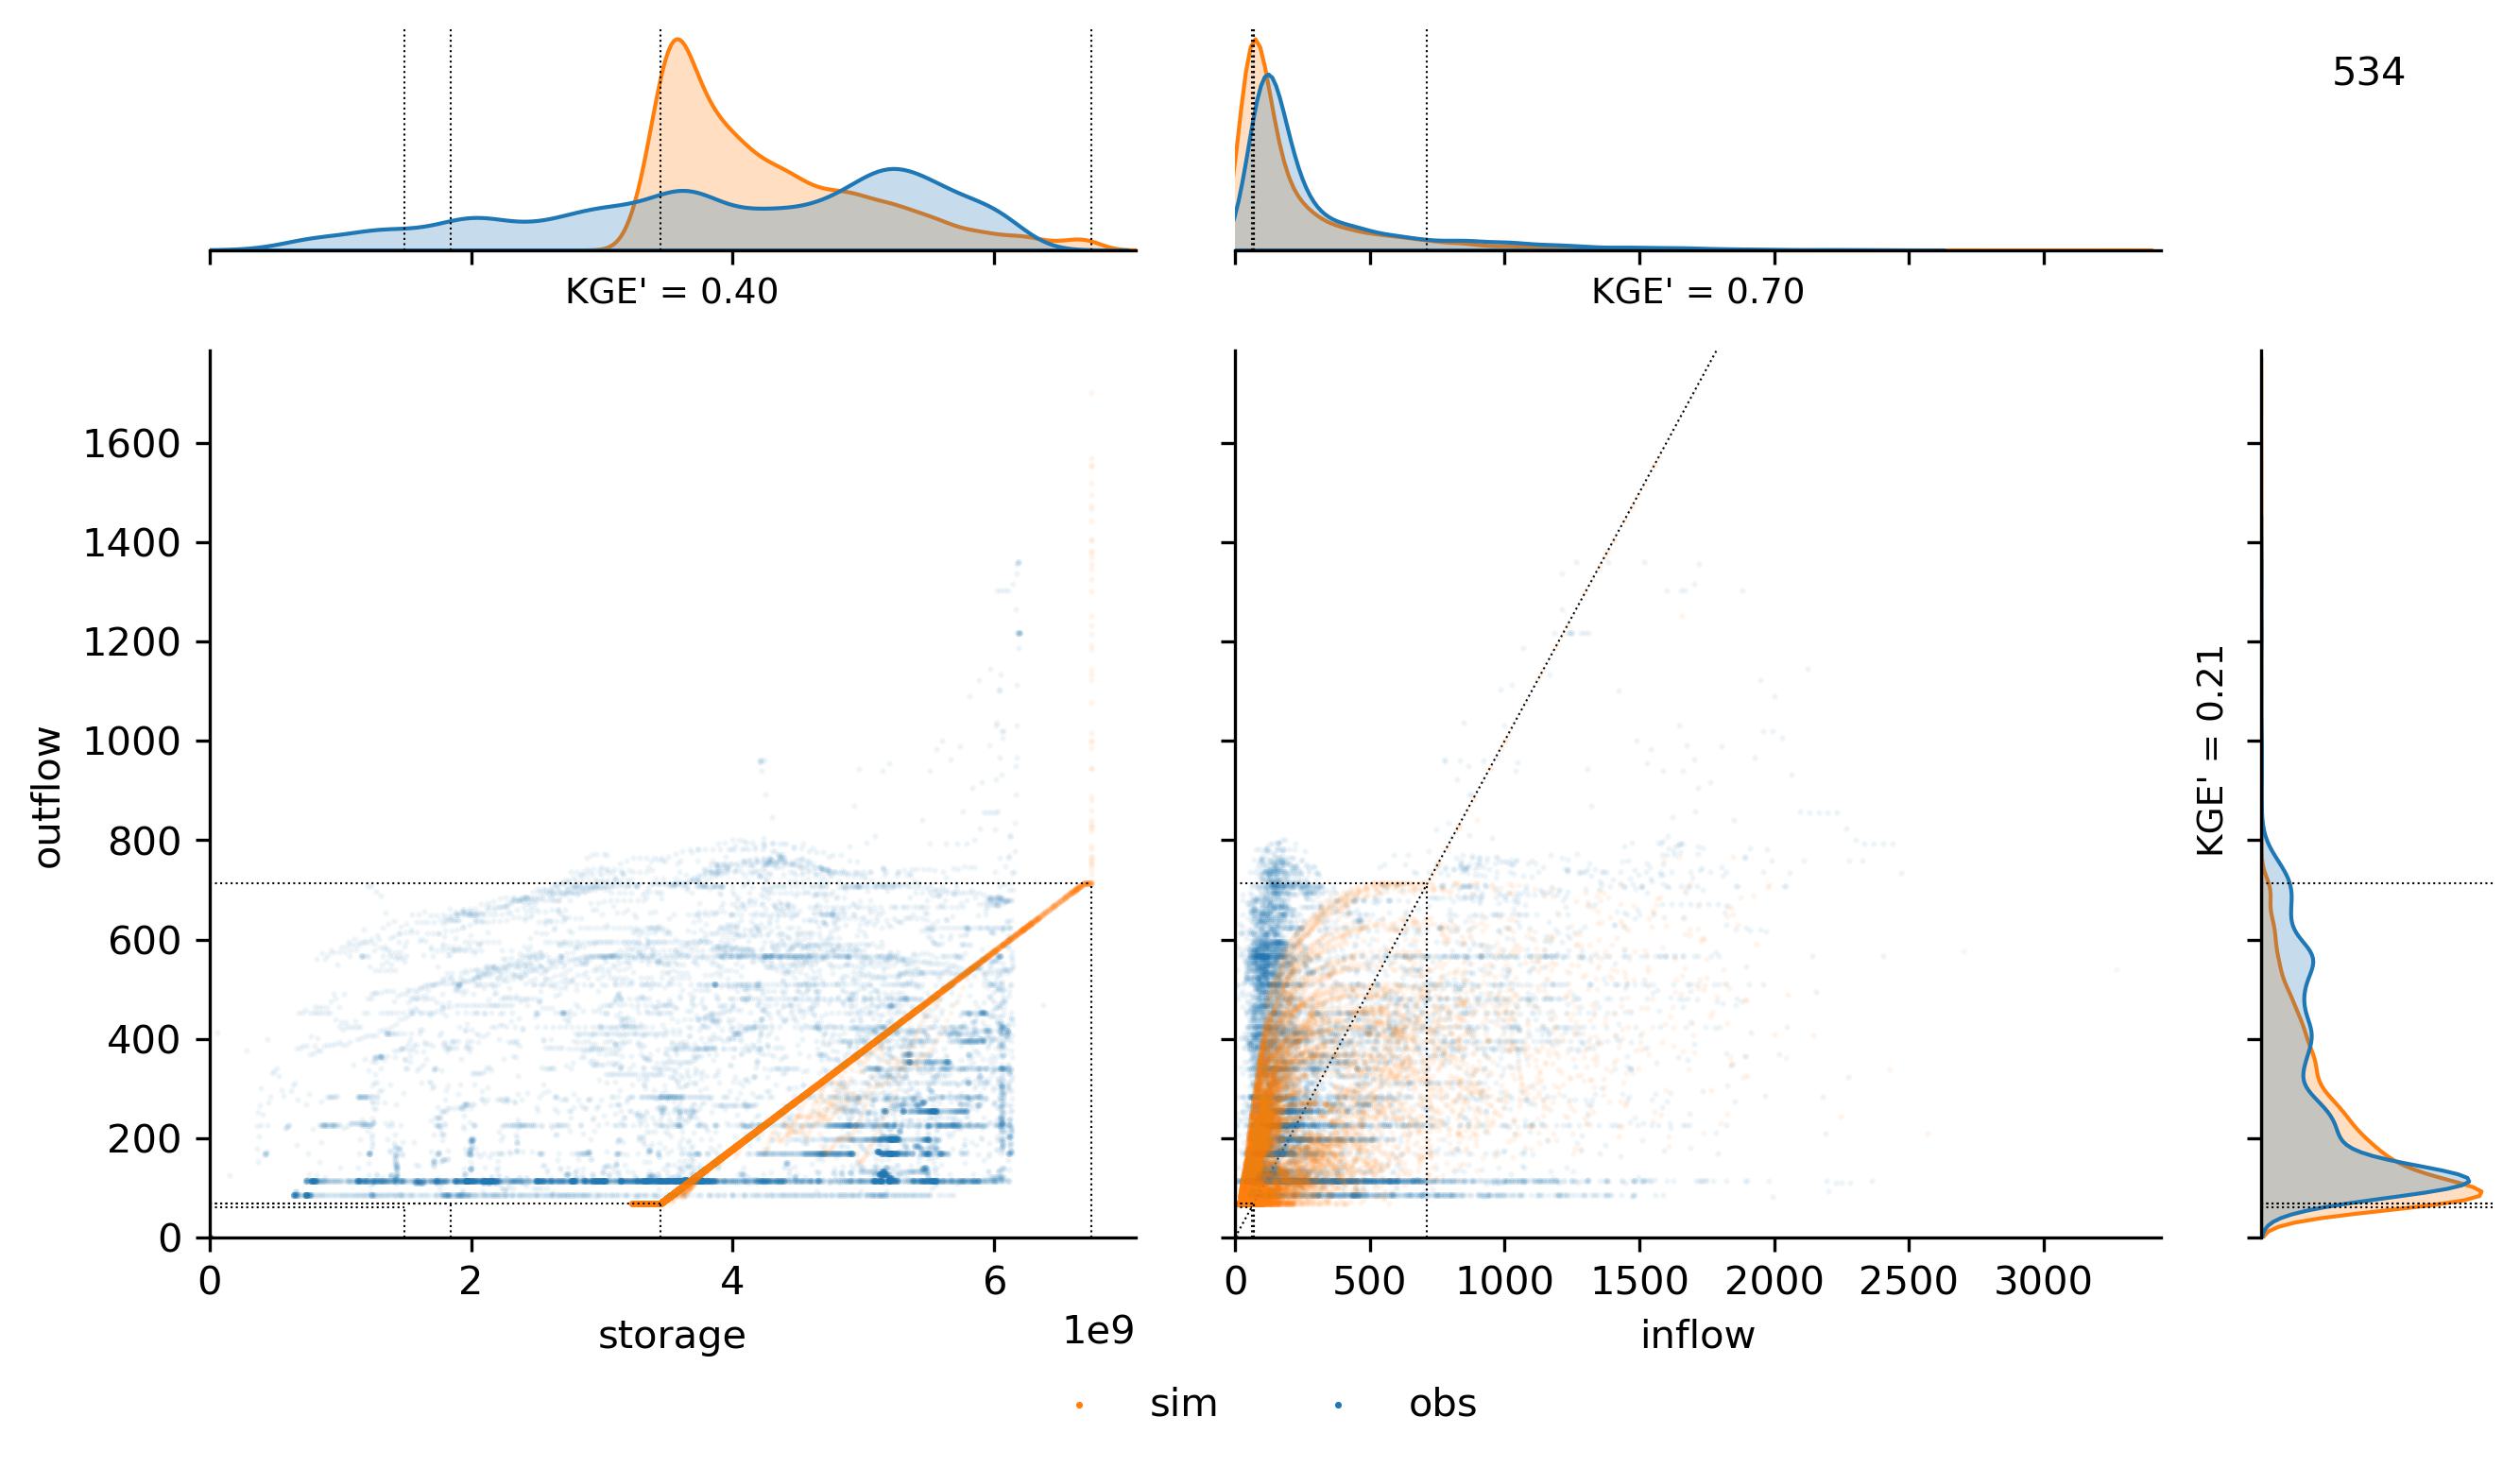 534
KGE' = 0.40
KGE' = 0.70
1600
1400
1200
1000
800
600
400
200
0
outflow
KGE' = 0.21
0 2 4 6
0 500 1000 1500 2000 2500 3000
storage
1e9
inflow
sim obs